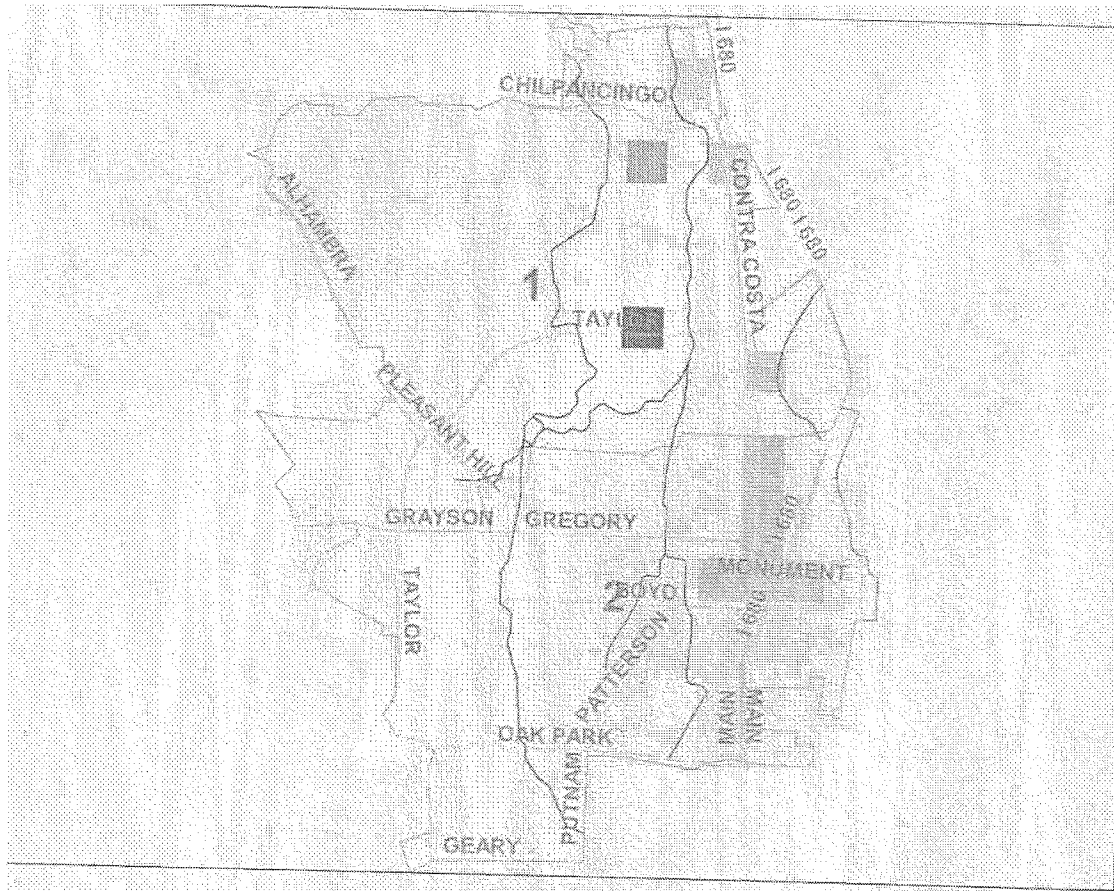 I 680
CHILPANCINGO
ALHAMBRA
CONTRA COSTA
I 680 I 680
1
PLEASANT HILL
GRAYSON
GREGORY
I 680
TAYLOR
MONUMENT
2
BOYD
I 680
PATTERSON
MAIN
MAIN
OAK PARK
PUTNAM
GEARY